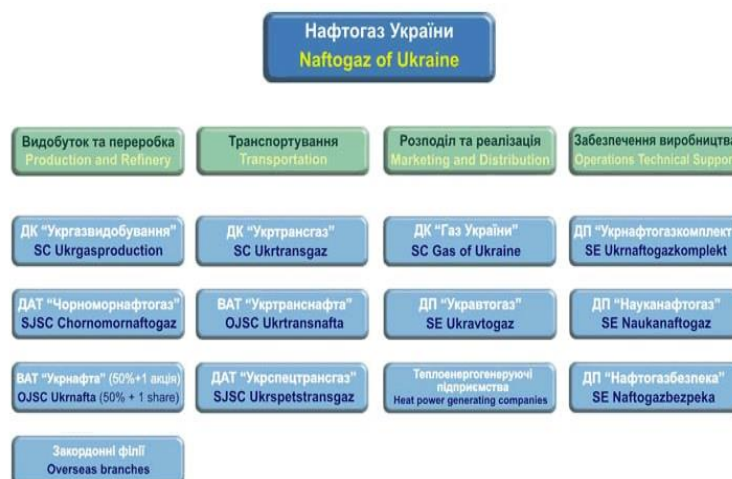 Нафтогаз України
Naftogaz of Ukraine
Видобуток та переробка
Production and Refinery
Транспортування
Transportation
Розподіл та реалізація
Marketing and Distribution
Забезпечення виробництва
Operations Technical Support
ДК "Укргазвидобування"
SC Ukrgasproduction
ДК "Укртрансгаз"
SC Ukrtransgaz
ДК "Газ України"
SC Gas of Ukraine
ДП "Укрнафтогазкомплект"
SE Ukrnaftogazkomplekt
ДАТ "Чорноморнафтогаз"
SJSC Chornomornaftogaz
ВАТ "Укртранснафта"
OJSC Ukrtransnafta
ДП "Укравтогаз"
SE Ukravtogaz
ДП "Науканафтогаз"
SE Naukanaftogaz
ВАТ "Укрнафта" (50%+1 акція)
OJSC Ukrnafta (50% + 1 share)
ДАТ "Укрспецтрансгаз"
SJSC Ukrspetstransgaz
Теплоенергогенеруючі
підприємства
Heat power generating companies
ДП "Нафтогазбезпека"
SE Naftogazbezpeka
Закордонні філії
Overseas branches